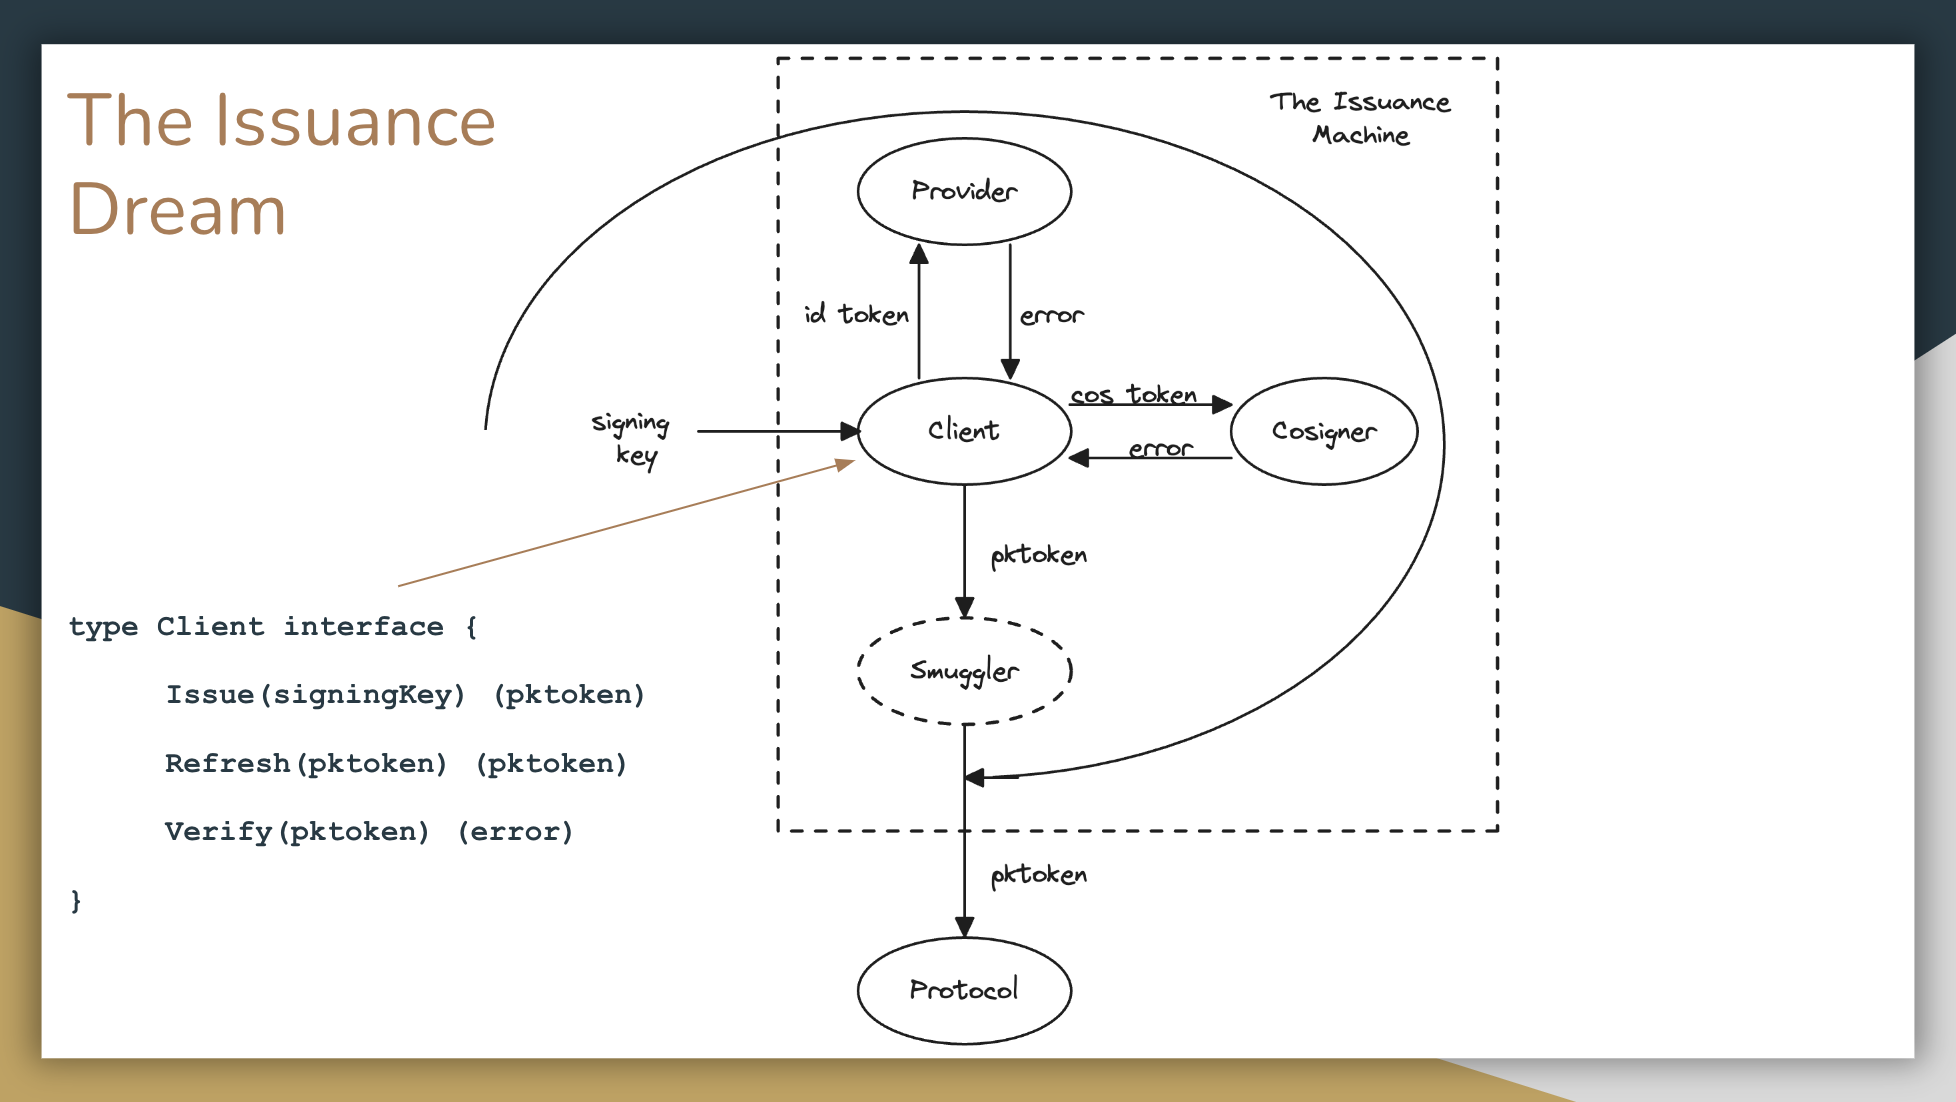 The Issuance
Dream
The Issuance
Machine
Provider
id token
error
signing
key
Client
cos token
error
Cosigner
pktoken
Smuggler
pktoken
Protocol
type Client interface {
Issue(signingKey) (pktoken)
Refresh(pktoken) (pktoken)
Verify(pktoken) (error)
}